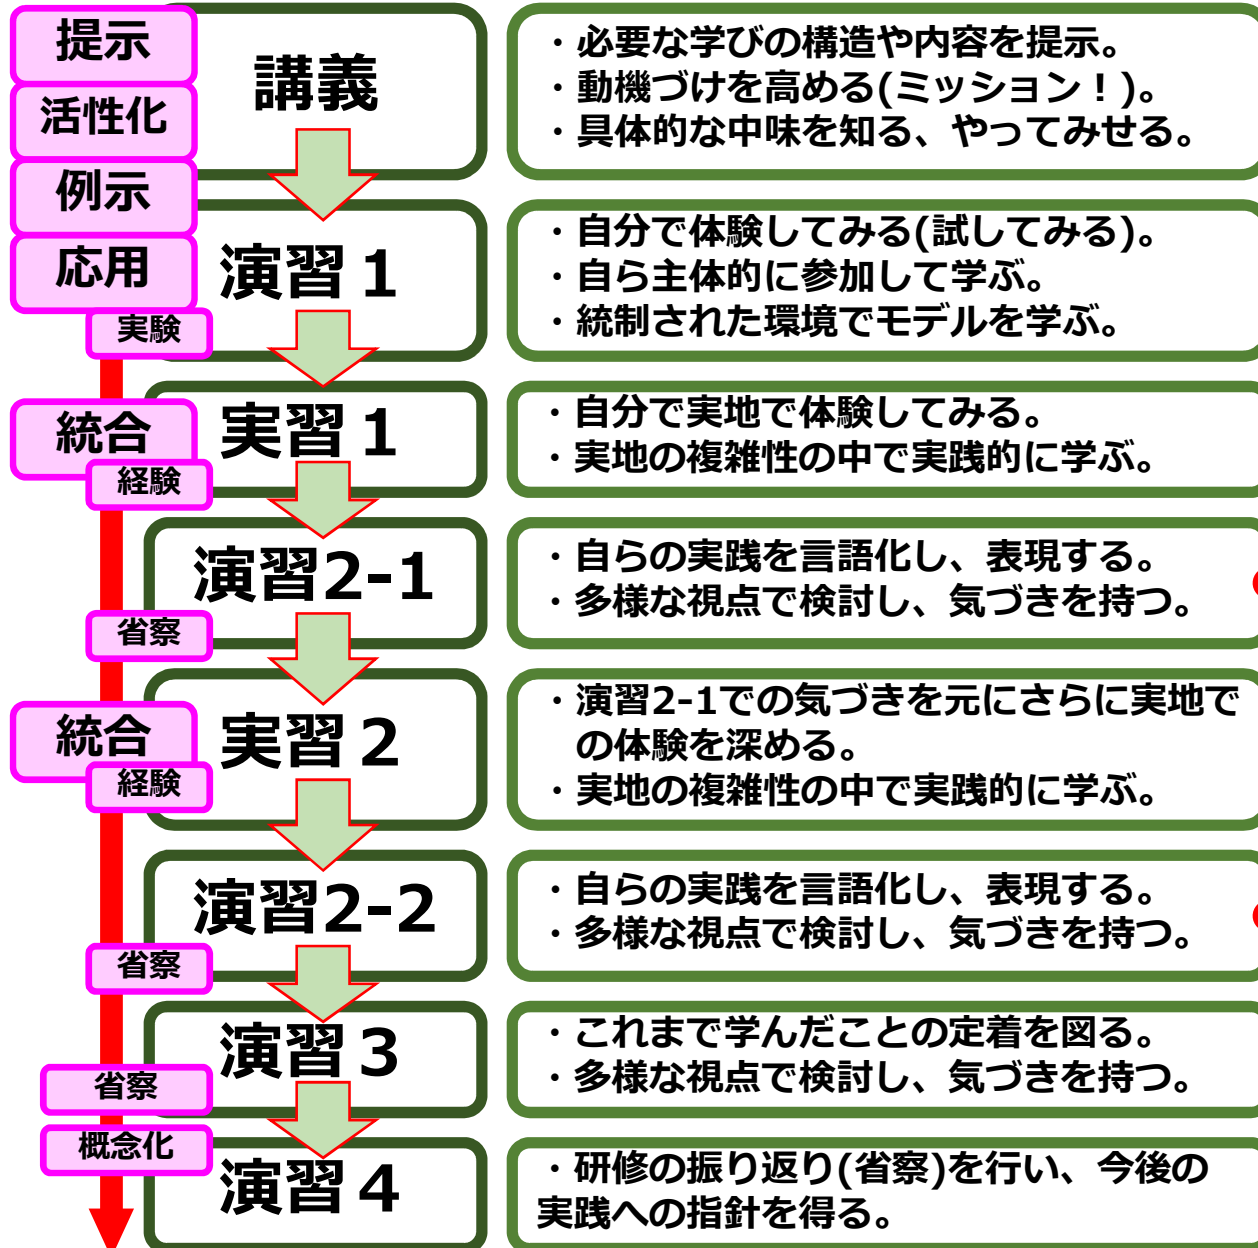 提示
活性化
例示
応用
実験
講義
・必要な学びの構造や内容を提示。
・動機づけを高める(ミッション！)。
・具体的な中味を知る、やってみせる。
演習１
・自分で体験してみる(試してみる)。
・自ら主体的に参加して学ぶ。
・統制された環境でモデルを学ぶ。
統合
経験
実習１
・自分で実地で体験してみる。
・実地の複雑性の中で実践的に学ぶ。
演習2-1
省察
・自らの実践を言語化し、表現する。
・多様な視点で検討し、気づきを持つ。
統合
経験
実習２
・演習2-1での気づきを元にさらに実地で
の体験を深める。
・実地の複雑性の中で実践的に学ぶ。
演習2-2
省察
・自らの実践を言語化し、表現する。
・多様な視点で検討し、気づきを持つ。
演習３
省察
・これまで学んだことの定着を図る。
・多様な視点で検討し、気づきを持つ。
概念化
演習４
・研修の振り返り(省察)を行い、今後の
実践への指針を得る。